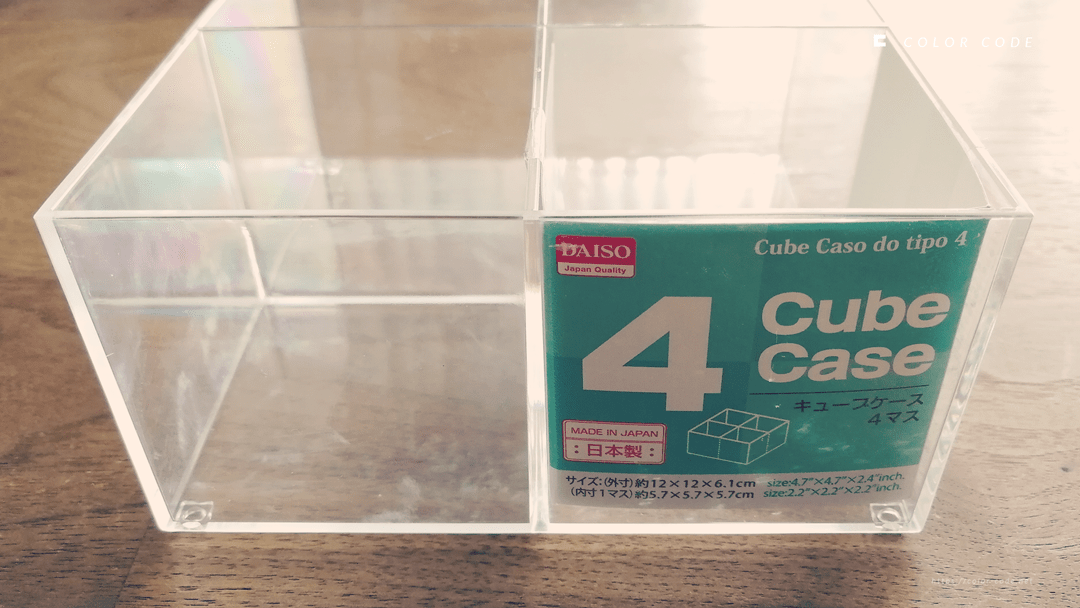 COLOR CODE
DAISO
Japan Quality
Cube Caso do tipo 4
4
Cube
Case
キューブケース
4マス
MADE IN JAPAN
:日本製:
サイズ:(外寸)約12×12×6.1cm size:4.7"×4.7"×2.4"inch.
(内寸1マス)約5.7×5.7×5.7cm size:2.2"×2.2"×2.2"inch.